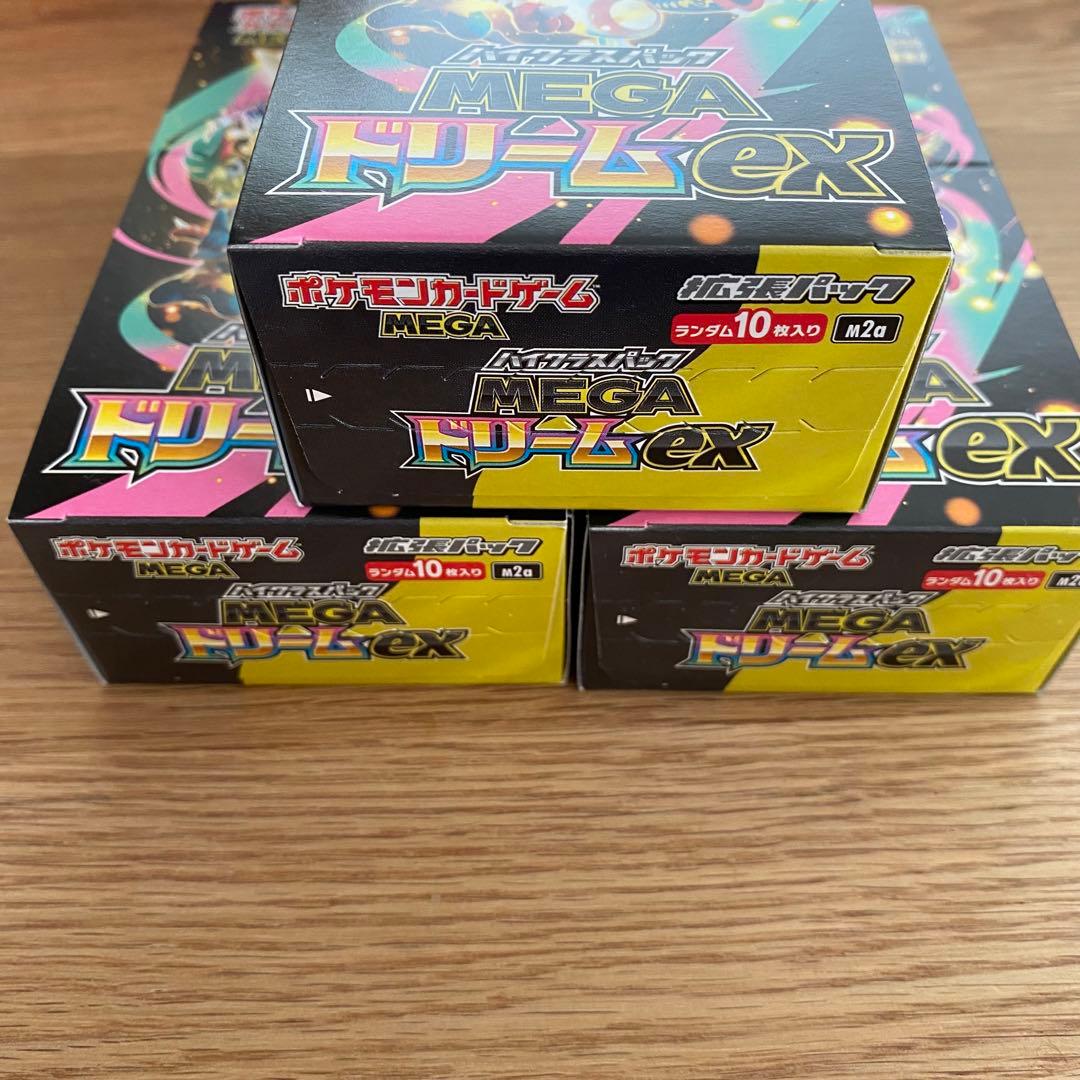 ハイクラスパック
MEGA
ドリームex
ポケモンカードゲーム
MEGA
拡張パック
ランダム10枚入り M2a
ハイクラスパック
MEGA
ドリームex
ドリー
ex
ポケモンカードゲーム
MEGA
拡張パック
ランダム10枚入り M2a
ハイクラスパック
MEGA
ドリームex
ポケモンカードゲーム
MEGA
拡張パッ
ランダム10枚入り M2a
ハイクラスパック
MEGA
ドリームex